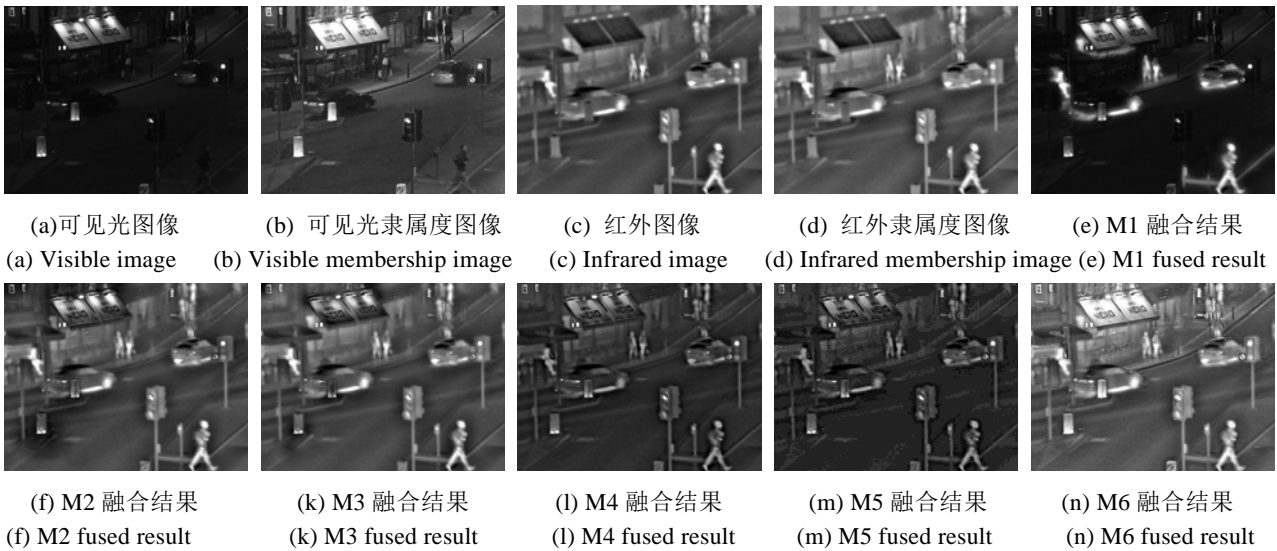 (a)可见光图像 (b) 可见光隶属度图像 (c) 红外图像 (d) 红外隶属度图像 (e) M1 融合结果
(a) Visible image (b) Visible membership image (c) Infrared image (d) Infrared membership image (e) M1 fused result
(f) M2 融合结果 (k) M3 融合结果 (l) M4 融合结果 (m) M5 融合结果 (n) M6 融合结果
(f) M2 fused result (k) M3 fused result (l) M4 fused result (m) M5 fused result (n) M6 fused result